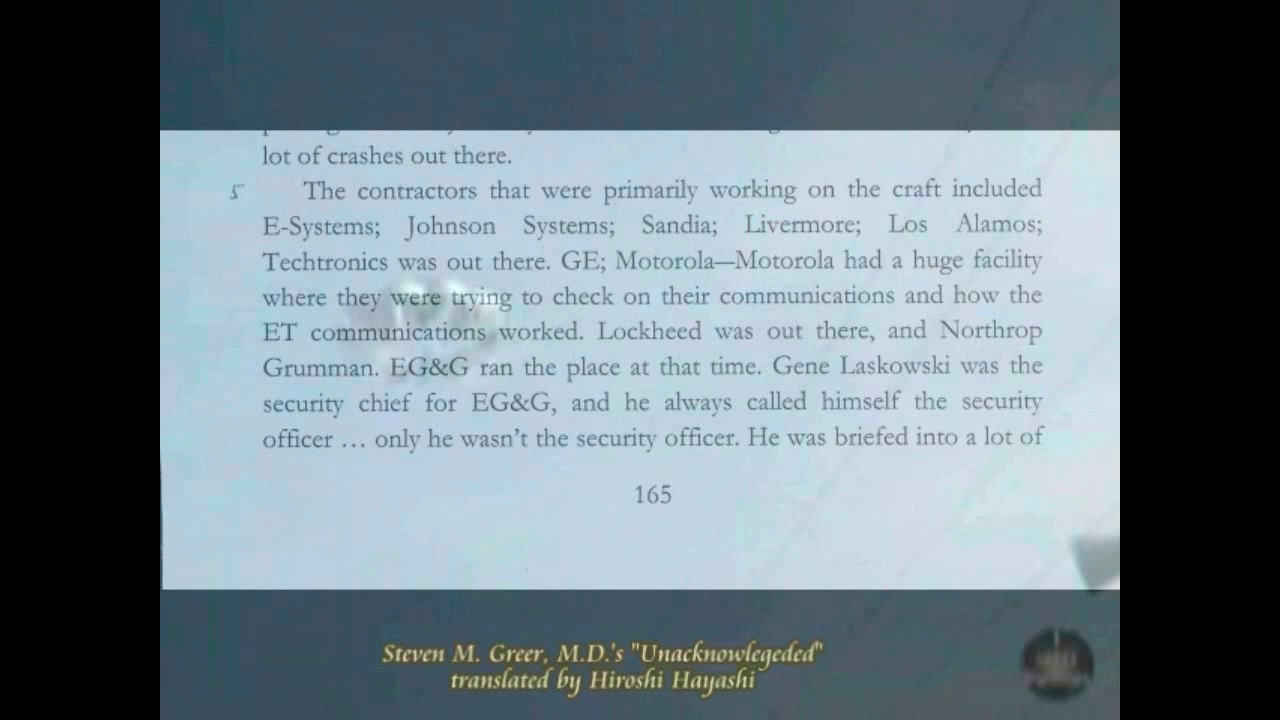 lot of crashes out there.
5 The contractors that were primarily working on the craft included
E-Systems; Johnson Systems; Sandia; Livermore; Los Alamos;
Techtronics was out there. GE; Motorola—Motorola had a huge facility
where they were trying to check on their communications and how the
ET communications worked. Lockheed was out there, and Northrop
Grumman. EG&G ran the place at that time. Gene Laskowski was the
security chief for EG&G, and he always called himself the security
officer … only he wasn't the security officer. He was briefed into a lot of
165
Steven M. Greer, M.D.'s "Unacknowlegeded"
translated by Hiroshi Hayashi